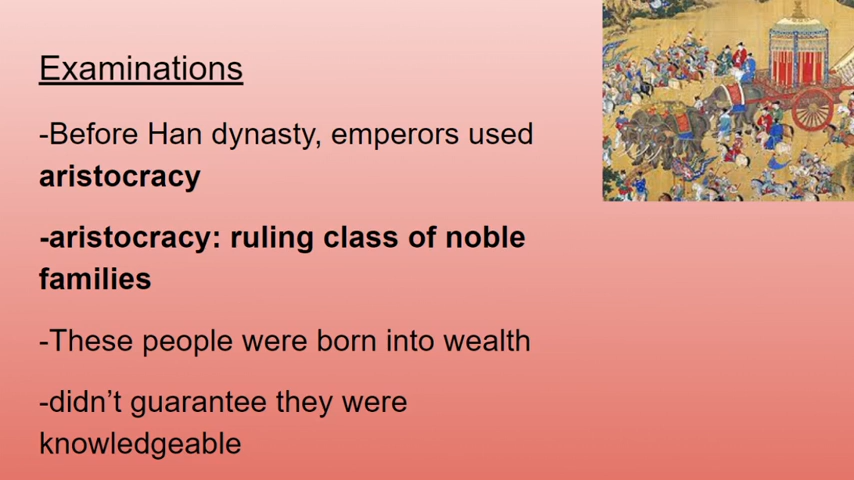 Examinations
-Before Han dynasty, emperors used
aristocracy
-aristocracy: ruling class of noble
families
-These people were born into wealth
-didn’t guarantee they were
knowledgeable